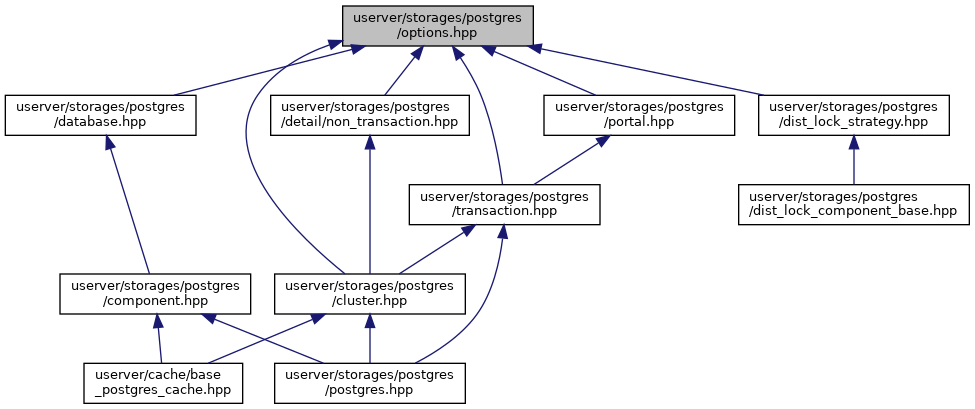 userver/storages/postgres
/options.hpp
userver/storages/postgres
/database.hpp
userver/storages/postgres
/detail/non_transaction.hpp
userver/storages/postgres
/portal.hpp
userver/storages/postgres
/dist_lock_strategy.hpp
userver/storages/postgres
/transaction.hpp
userver/storages/postgres
/dist_lock_component_base.hpp
userver/storages/postgres
/component.hpp
userver/storages/postgres
/cluster.hpp
userver/cache/base
_postgres_cache.hpp
userver/storages/postgres
/postgres.hpp